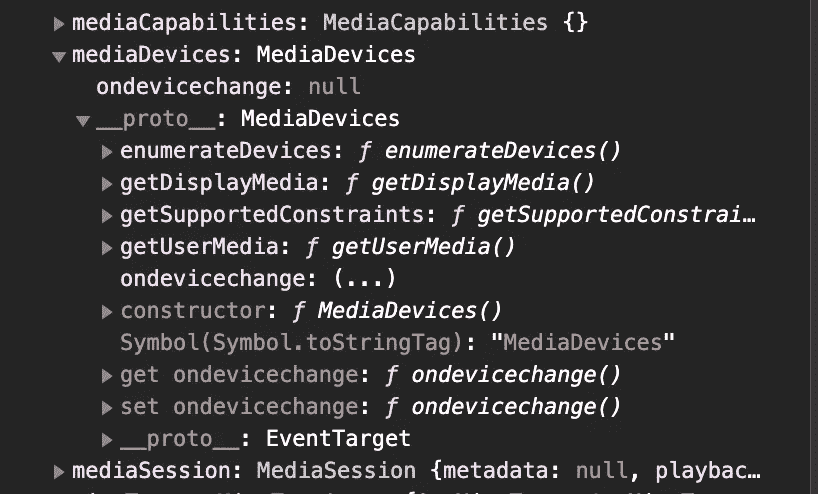 mediaCapabilities: MediaCapabilities {}
mediaDevices: MediaDevices
ondevicechange: null
__proto__: MediaDevices
enumerateDevices: ƒ enumerateDevices()
getDisplayMedia: ƒ getDisplayMedia()
getSupportedConstraints: ƒ getSupportedConstrai…
getUserMedia: ƒ getUserMedia()
ondevicechange: (...)
constructor: ƒ MediaDevices()
Symbol(Symbol.toStringTag): "MediaDevices"
get ondevicechange: ƒ ondevicechange()
set ondevicechange: ƒ ondevicechange()
__proto__: EventTarget
mediaSession: MediaSession {metadata: null, playbac…